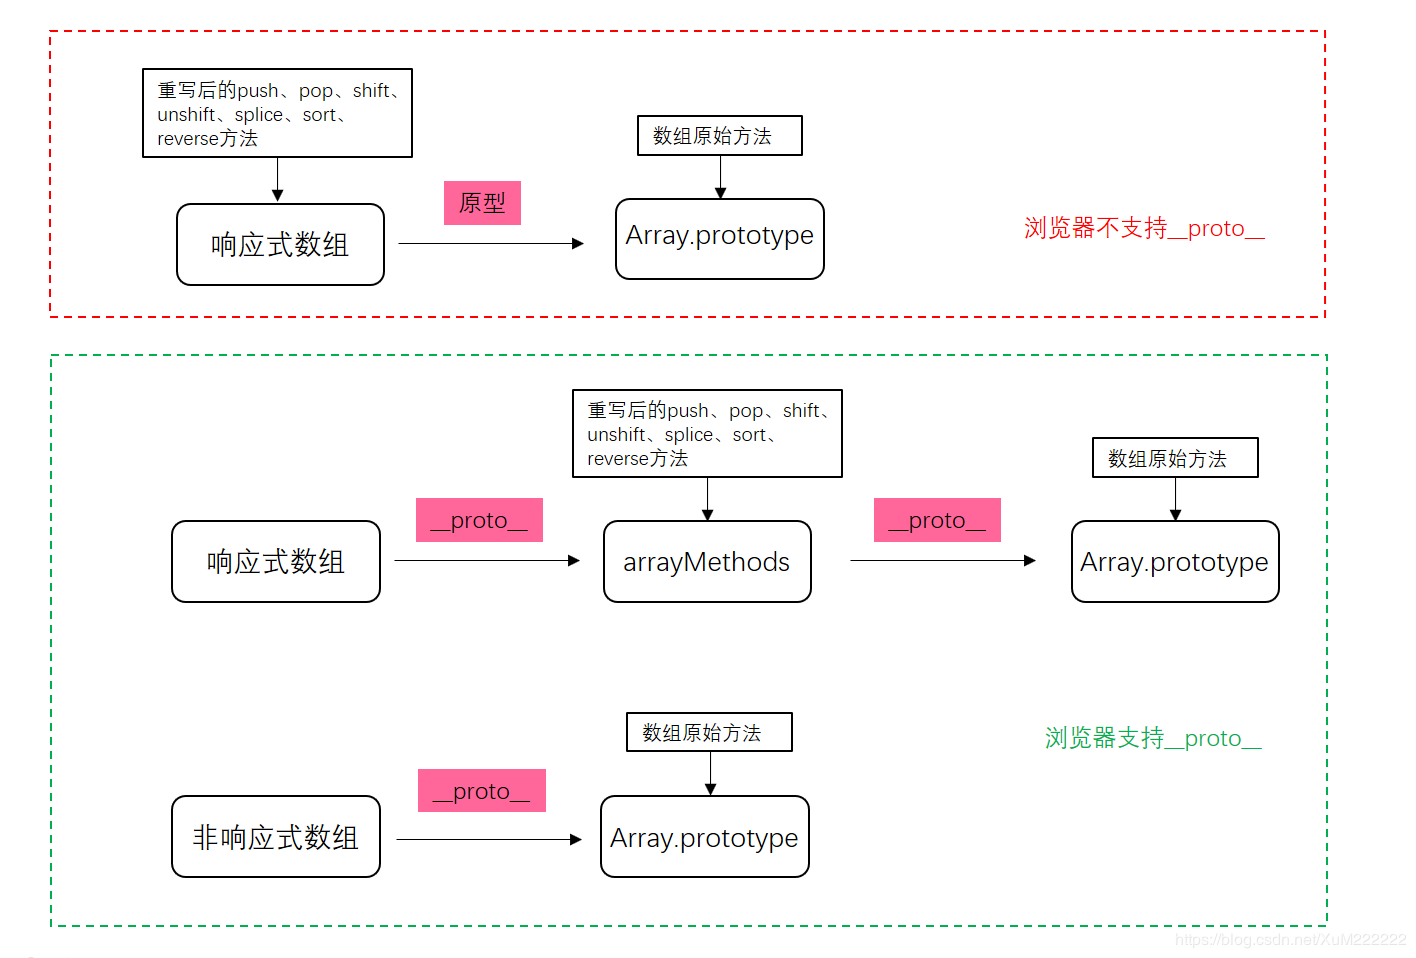 重写后的push、pop、shift、
unshift、splice、sort、
reverse方法
数组原始方法
原型
响应式数组
Array.prototype
浏览器不支持__proto__
重写后的push、pop、shift、
unshift、splice、sort、
reverse方法
数组原始方法
__proto__
__proto__
响应式数组
arrayMethods
Array.prototype
数组原始方法
浏览器支持__proto__
__proto__
非响应式数组
Array.prototype
https://blog.csdn.net/XuM222222